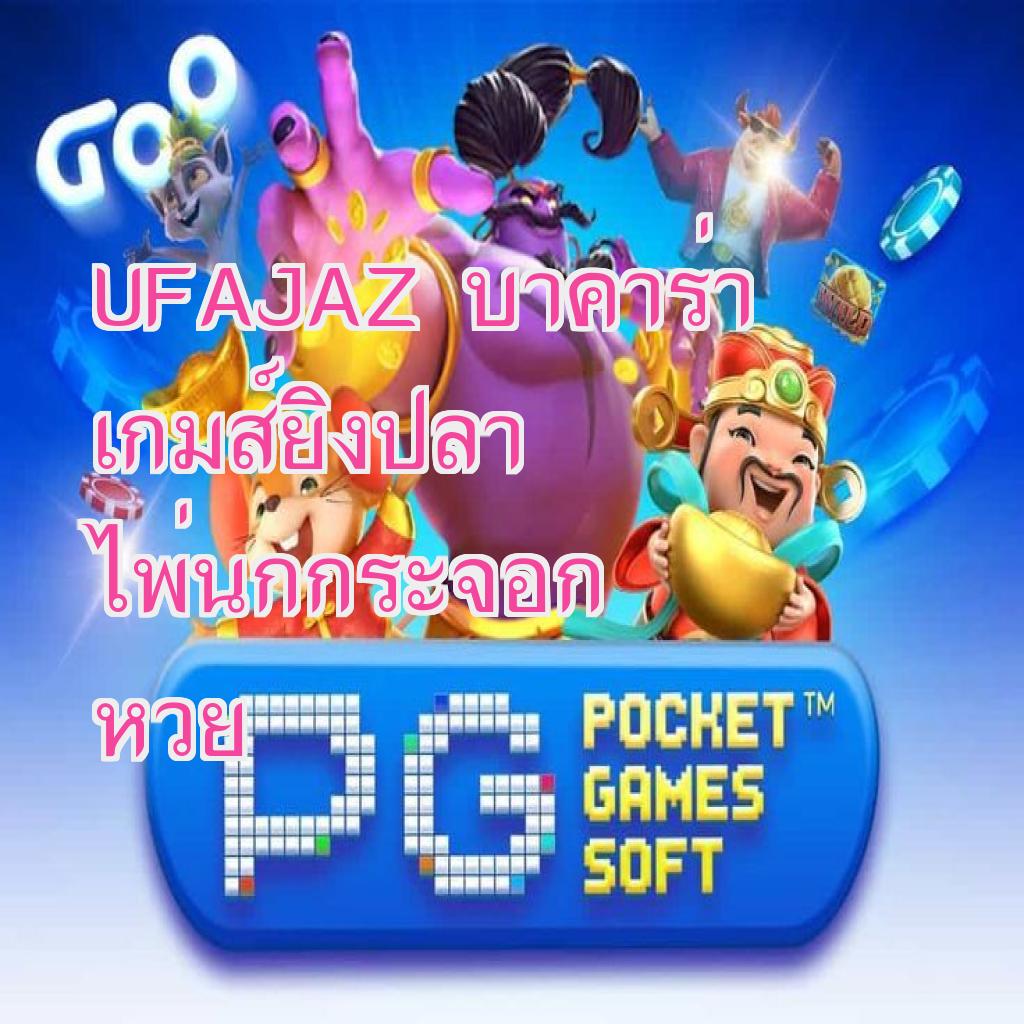 GOO
WILD
UFAJAZ บาคาร่า
เกมส์ยิงปลา
ไพ่นกกระจอก
หวย
PG
POCKET™
GAMES
SOFT